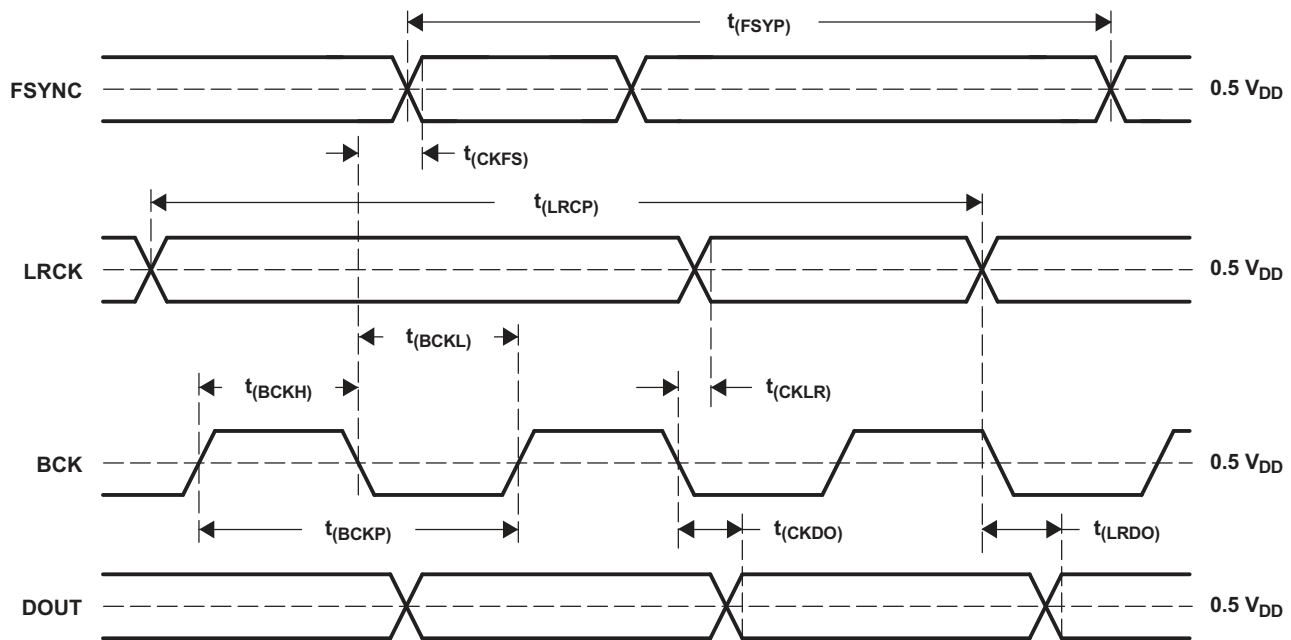 t(FSYP)
FSYNC
0.5 VDD
t(CKFS)
t(LRCP)
LRCK
0.5 VDD
t(BCKL)
t(BCKH)
t(CKLR)
BCK
0.5 VDD
t(BCKP)
t(CKDO)
t(LRDO)
DOUT
0.5 VDD